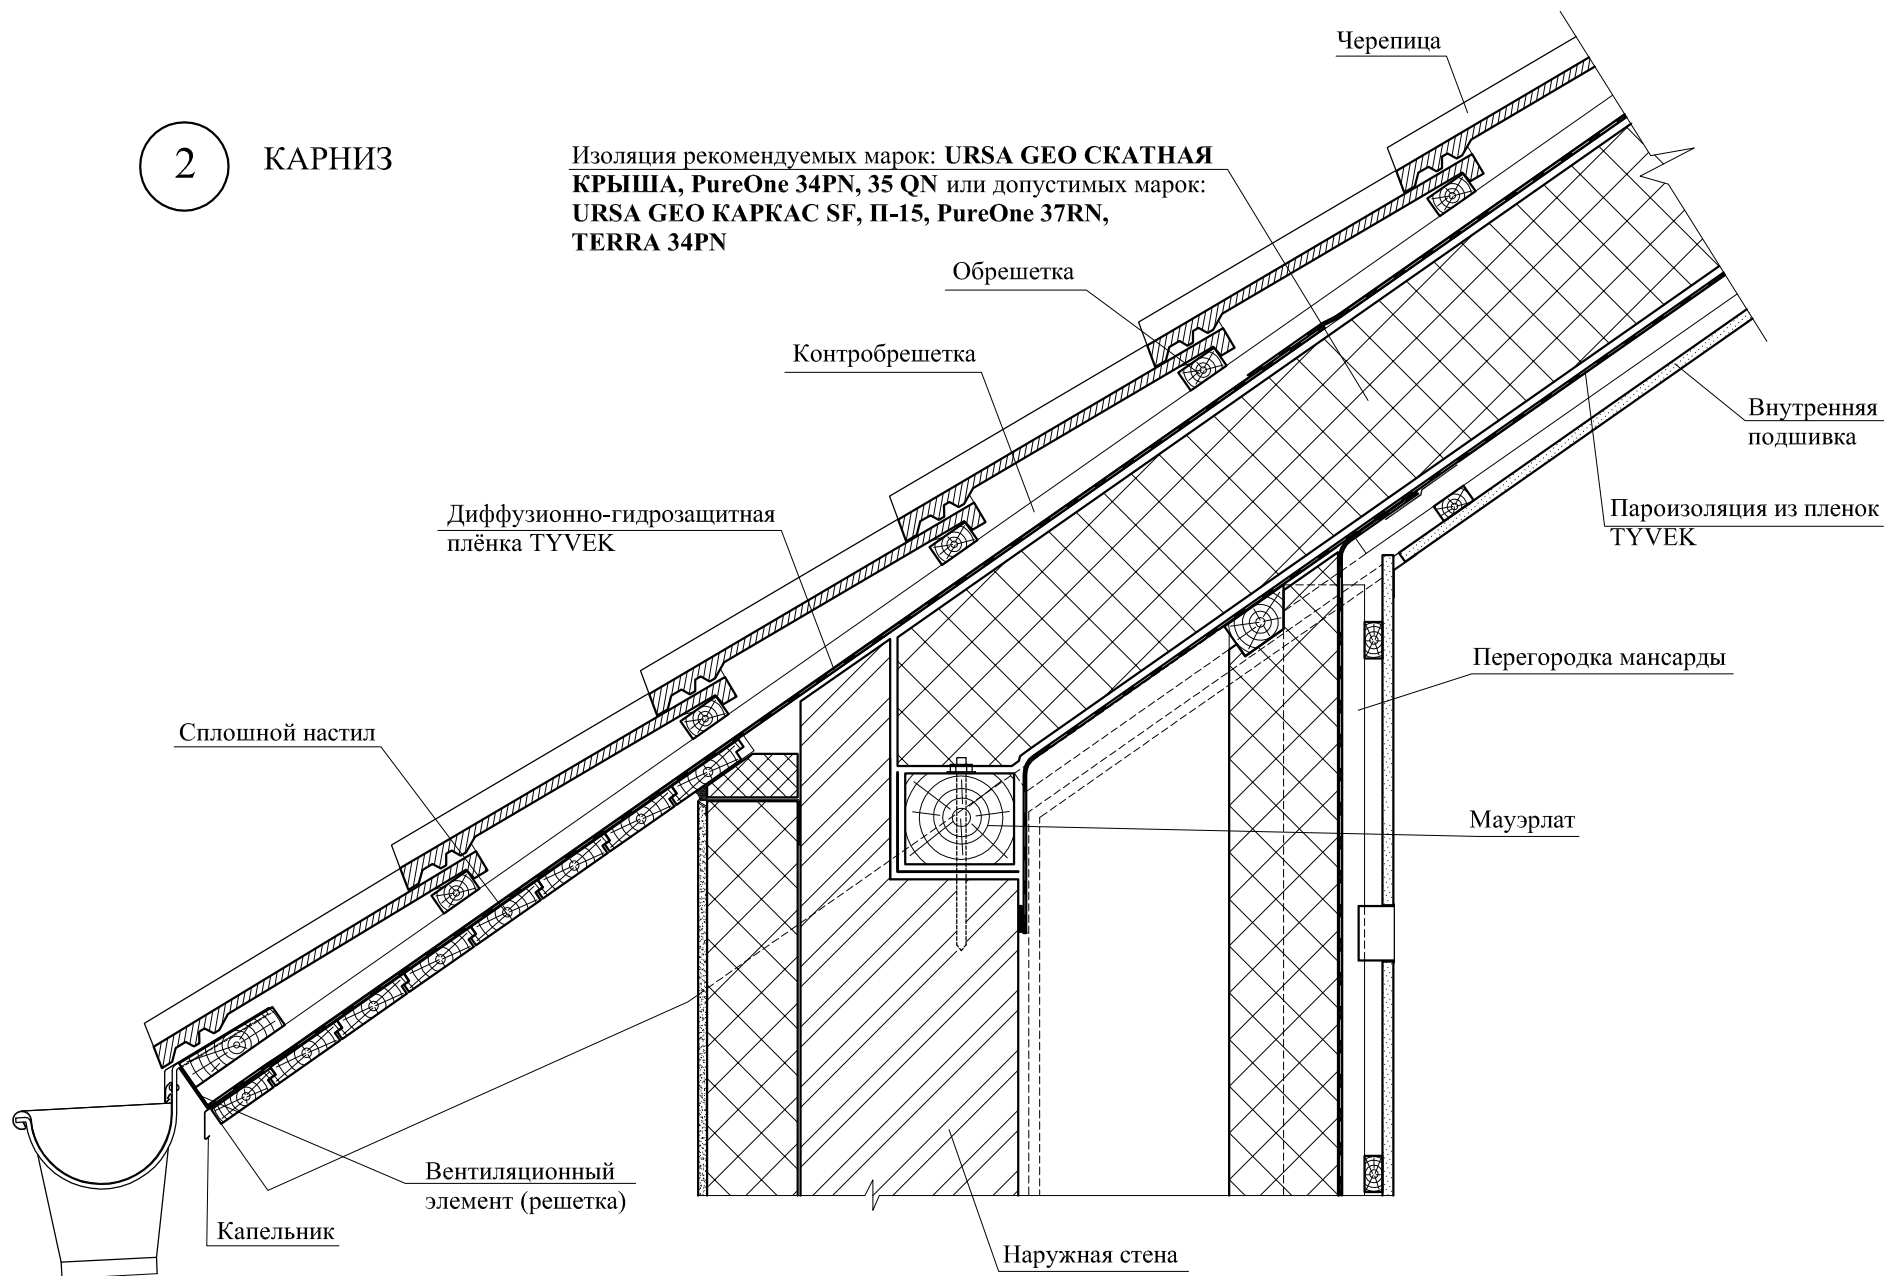 Черепица
2
КАРНИЗ
Изоляция рекомендуемых марок: URSA GEO СКАТНАЯ
КРЫША, PureOne 34PN, 35 QN или допустимых марок:
URSA GEO КАРКАС SF, П-15, PureOne 37RN,
TERRA 34PN
Обрешетка
Контробрешетка
Внутренняя
подшивка
Диффузионно-гидрозащитная
плёнка TYVEK
Пароизоляция из пленок
TYVEK
Перегородка мансарды
Сплошной настил
Мауэрлат
Вентиляционный
элемент (решетка)
Капельник
Наружная стена